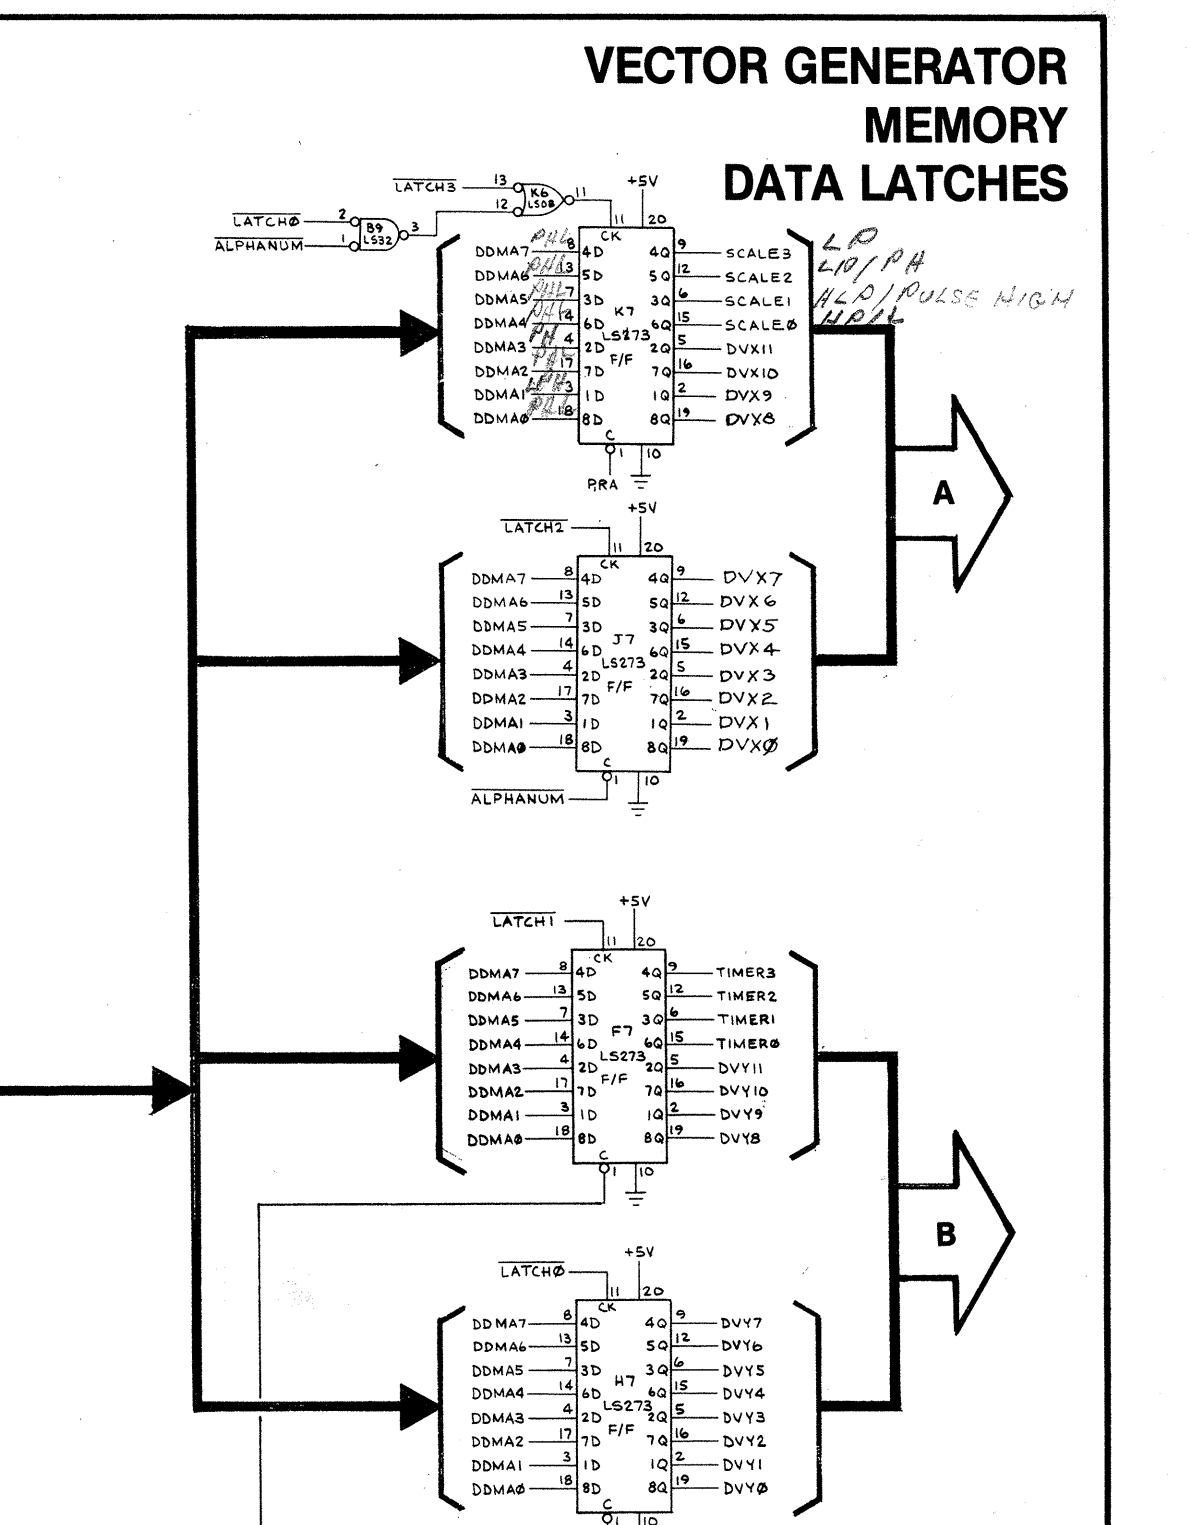 VECTOR GENERATOR
MEMORY
DATA LATCHES
LATCH3 13 K6 LS08 11 +5V
LATCHØ 2 12
ALPHANUM 1 B9 LS32 3
11 20
CK
DDMA7 PHL 8 4D 4Q 9 SCALE3 LP
DDMA6 PHL 13 5D 5Q 12 SCALE2 LP/PH
DDMA5 PHL 7 3D 3Q 6 SCALE1 HLP/PULSE HIGH
K7
DDMA4 14 6D 6Q 15 SCALEØ HP/L
LS273
DDMA3 PH 4 2D 2Q 5 DVX11
F/F
DDMA2 PHL 17 7D 7Q 16 DVX10
DDMA1 LPH 3 1D 1Q 2 DVX9
DDMAØ PHL 18 8D 8Q 19 DVX8
C
1 10
PRA
A
+5V
LATCH2
11 20
CK
DDMA7 8 4D 4Q 9 DVX7
DDMA6 13 5D 5Q 12 DVX6
DDMA5 7 3D 3Q 6 DVX5
J7
DDMA4 14 6D 6Q 15 DVX4
LS273
DDMA3 4 2D 2Q 5 DVX3
F/F
DDMA2 17 7D 7Q 16 DVX2
DDMA1 3 1D 1Q 2 DVX1
DDMAØ 18 8D 8Q 19 DVXØ
C
1 10
ALPHANUM
+5V
LATCH1
11 20
CK
DDMA7 8 4D 4Q 9 TIMER3
DDMA6 13 5D 5Q 12 TIMER2
DDMA5 7 3D 3Q 6 TIMER1
F7
DDMA4 14 6D 6Q 15 TIMERØ
LS273
DDMA3 4 2D 2Q 5 DVY11
F/F
DDMA2 17 7D 7Q 16 DVY10
DDMA1 3 1D 1Q 2 DVY9
DDMAØ 18 8D 8Q 19 DVY8
C
1 10
B
+5V
LATCHØ
11 20
CK
DDMA7 8 4D 4Q 9 DVY7
DDMA6 13 5D 5Q 12 DVY6
DDMA5 7 3D 3Q 6 DVY5
H7
DDMA4 14 6D 6Q 15 DVY4
LS273
DDMA3 4 2D 2Q 5 DVY3
F/F
DDMA2 17 7D 7Q 16 DVY2
DDMA1 3 1D 1Q 2 DVY1
DDMAØ 18 8D 8Q 19 DVYØ
C
1 10